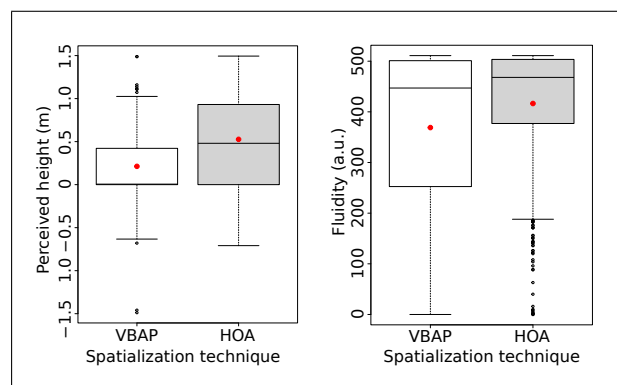 Perceived height (m)
1.5
1.0
0.5
0
−0.5
−1.0
−1.5
VBAP HOA
Spatialization technique
Fluidity (a.u.)
500
400
300
200
100
0
VBAP HOA
Spatialization technique